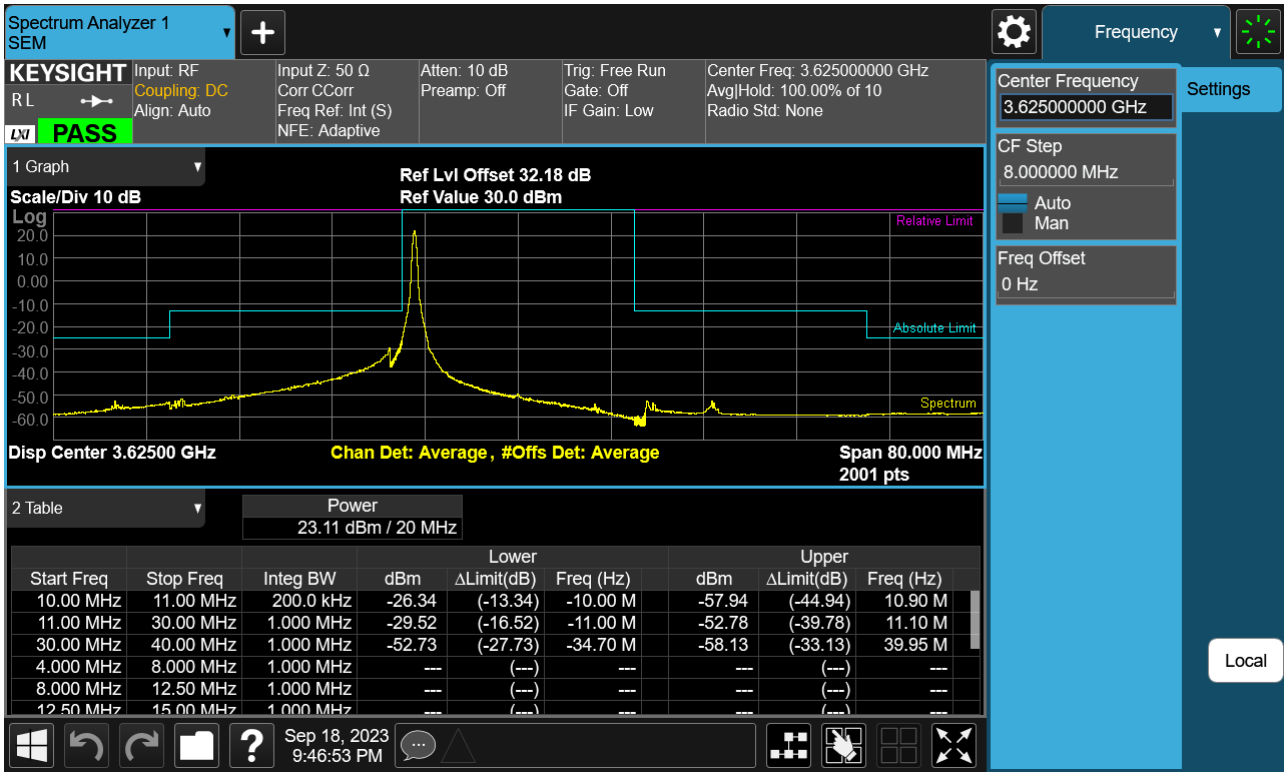 Spectrum Analyzer 1
SEM
Frequency
KEYSIGHT
R L
LXI
PASS
Input: RF
Coupling: DC
Align: Auto
Input Z: 50 Ω
Corr CCorr
Freq Ref: Int (S)
NFE: Adaptive
Atten: 10 dB
Preamp: Off
Trig: Free Run
Gate: Off
IF Gain: Low
Center Freq: 3.625000000 GHz
Avg|Hold: 100.00% of 10
Radio Std: None
Center Frequency
3.625000000 GHz
Settings
CF Step
8.000000 MHz
Auto
Man
Freq Offset
0 Hz
1 Graph
Ref Lvl Offset 32.18 dB
Scale/Div 10 dB
Ref Value 30.0 dBm
Log
Relative Limit
20.0
10.0
0.00
-10.0
-20.0
Absolute Limit
-30.0
-40.0
-50.0
Spectrum
-60.0
Disp Center 3.62500 GHz
Chan Det: Average , #Offs Det: Average
Span 80.000 MHz
2001 pts
2 Table
Power
23.11 dBm / 20 MHz
Lower Upper
Start Freq Stop Freq Integ BW dBm ΔLimit(dB) Freq (Hz) dBm ΔLimit(dB) Freq (Hz)
10.00 MHz 11.00 MHz 200.0 kHz -26.34 (-13.34) -10.00 M -57.94 (-44.94) 10.90 M
11.00 MHz 30.00 MHz 1.000 MHz -29.52 (-16.52) -11.00 M -52.78 (-39.78) 11.10 M
30.00 MHz 40.00 MHz 1.000 MHz -52.73 (-27.73) -34.70 M -58.13 (-33.13) 39.95 M
4.000 MHz 8.000 MHz 1.000 MHz --- (---) --- --- (---) ---
8.000 MHz 12.50 MHz 1.000 MHz --- (---) --- --- (---) ---
12.50 MHz 15.00 MHz 1.000 MHz --- (---) --- --- (---) ---
Local
?
Sep 18, 2023
9:46:53 PM